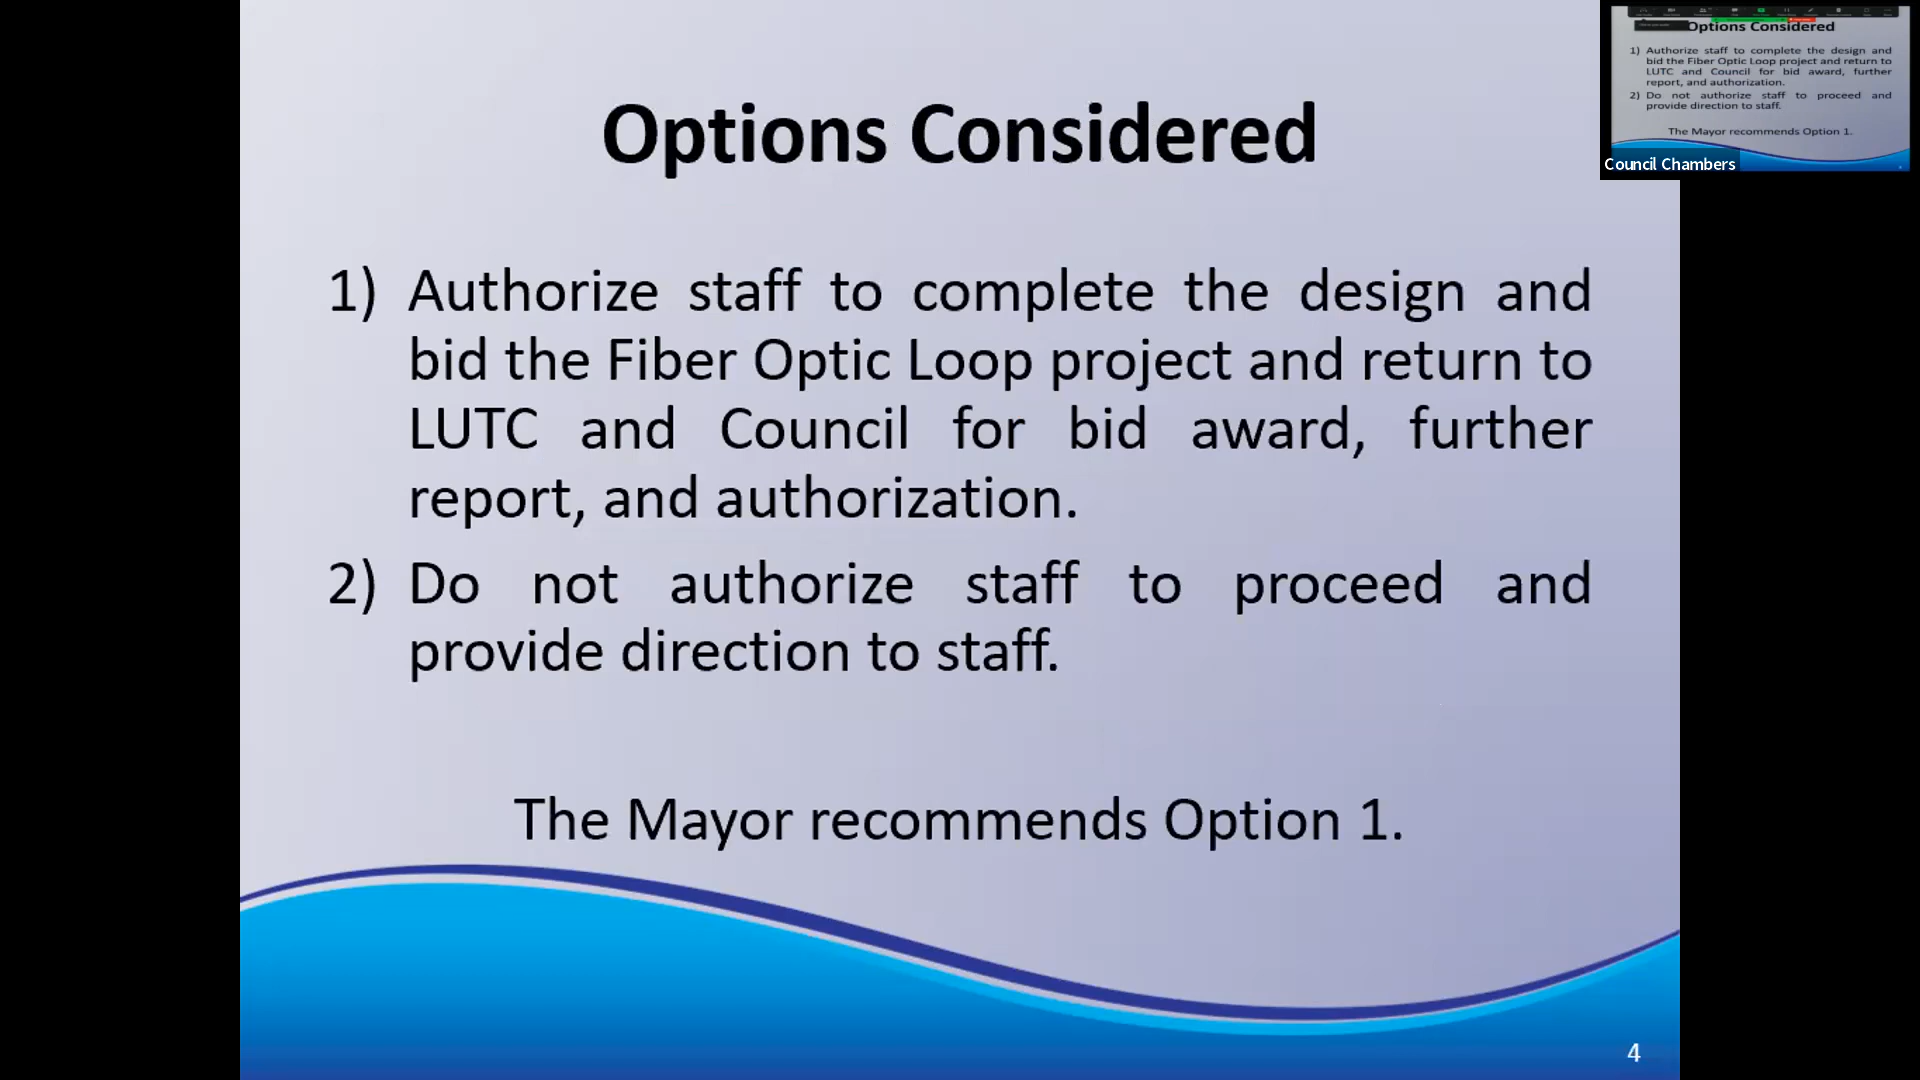 Options Considered
1) Authorize staff to complete the design and
bid the Fiber Optic Loop project and return to
LUTC and Council for bid award, further
report, and authorization.
2) Do not authorize staff to proceed and
provide direction to staff.
The Mayor recommends Option 1.
4
Options Considered
1) Authorize staff to complete the design and
bid the Fiber Optic Loop project and return to
LUTC and Council for bid award, further
report, and authorization.
2) Do not authorize staff to proceed and
provide direction to staff.
The Mayor recommends Option 1.
Council Chambers